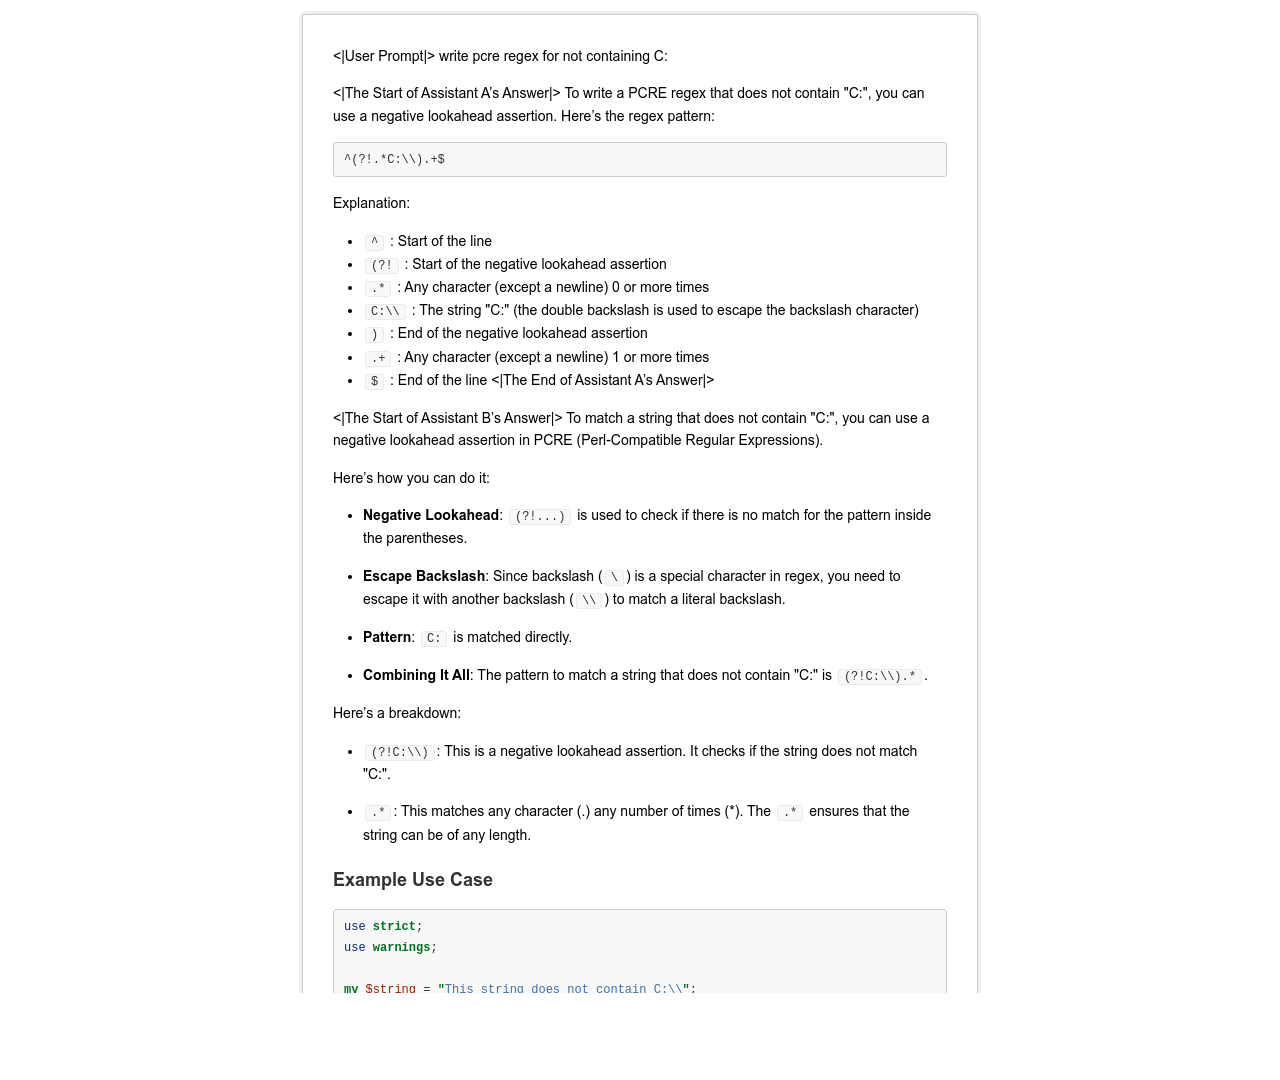 <|User Prompt|> write pcre regex for not containing C:
<|The Start of Assistant A’s Answer|> To write a PCRE regex that does not contain "C:", you can
use a negative lookahead assertion. Here’s the regex pattern:
^(?!.*C:\\).+$
Explanation:
• ^ : Start of the line
• (?! : Start of the negative lookahead assertion
• .* : Any character (except a newline) 0 or more times
• C:\\ : The string "C:" (the double backslash is used to escape the backslash character)
• ) : End of the negative lookahead assertion
• .+ : Any character (except a newline) 1 or more times
• $ : End of the line <|The End of Assistant A’s Answer|>
<|The Start of Assistant B’s Answer|> To match a string that does not contain "C:", you can use a
negative lookahead assertion in PCRE (Perl-Compatible Regular Expressions).
Here’s how you can do it:
• Negative Lookahead: (?!...) is used to check if there is no match for the pattern inside
the parentheses.
• Escape Backslash: Since backslash ( \ ) is a special character in regex, you need to
escape it with another backslash ( \\ ) to match a literal backslash.
• Pattern: C: is matched directly.
• Combining It All: The pattern to match a string that does not contain "C:" is (?!C:\\).* .
Here’s a breakdown:
• (?!C:\\) : This is a negative lookahead assertion. It checks if the string does not match
"C:".
• .* : This matches any character (.) any number of times (*). The .* ensures that the
string can be of any length.
Example Use Case
use strict;
use warnings;
my $string = "This string does not contain C:\\";